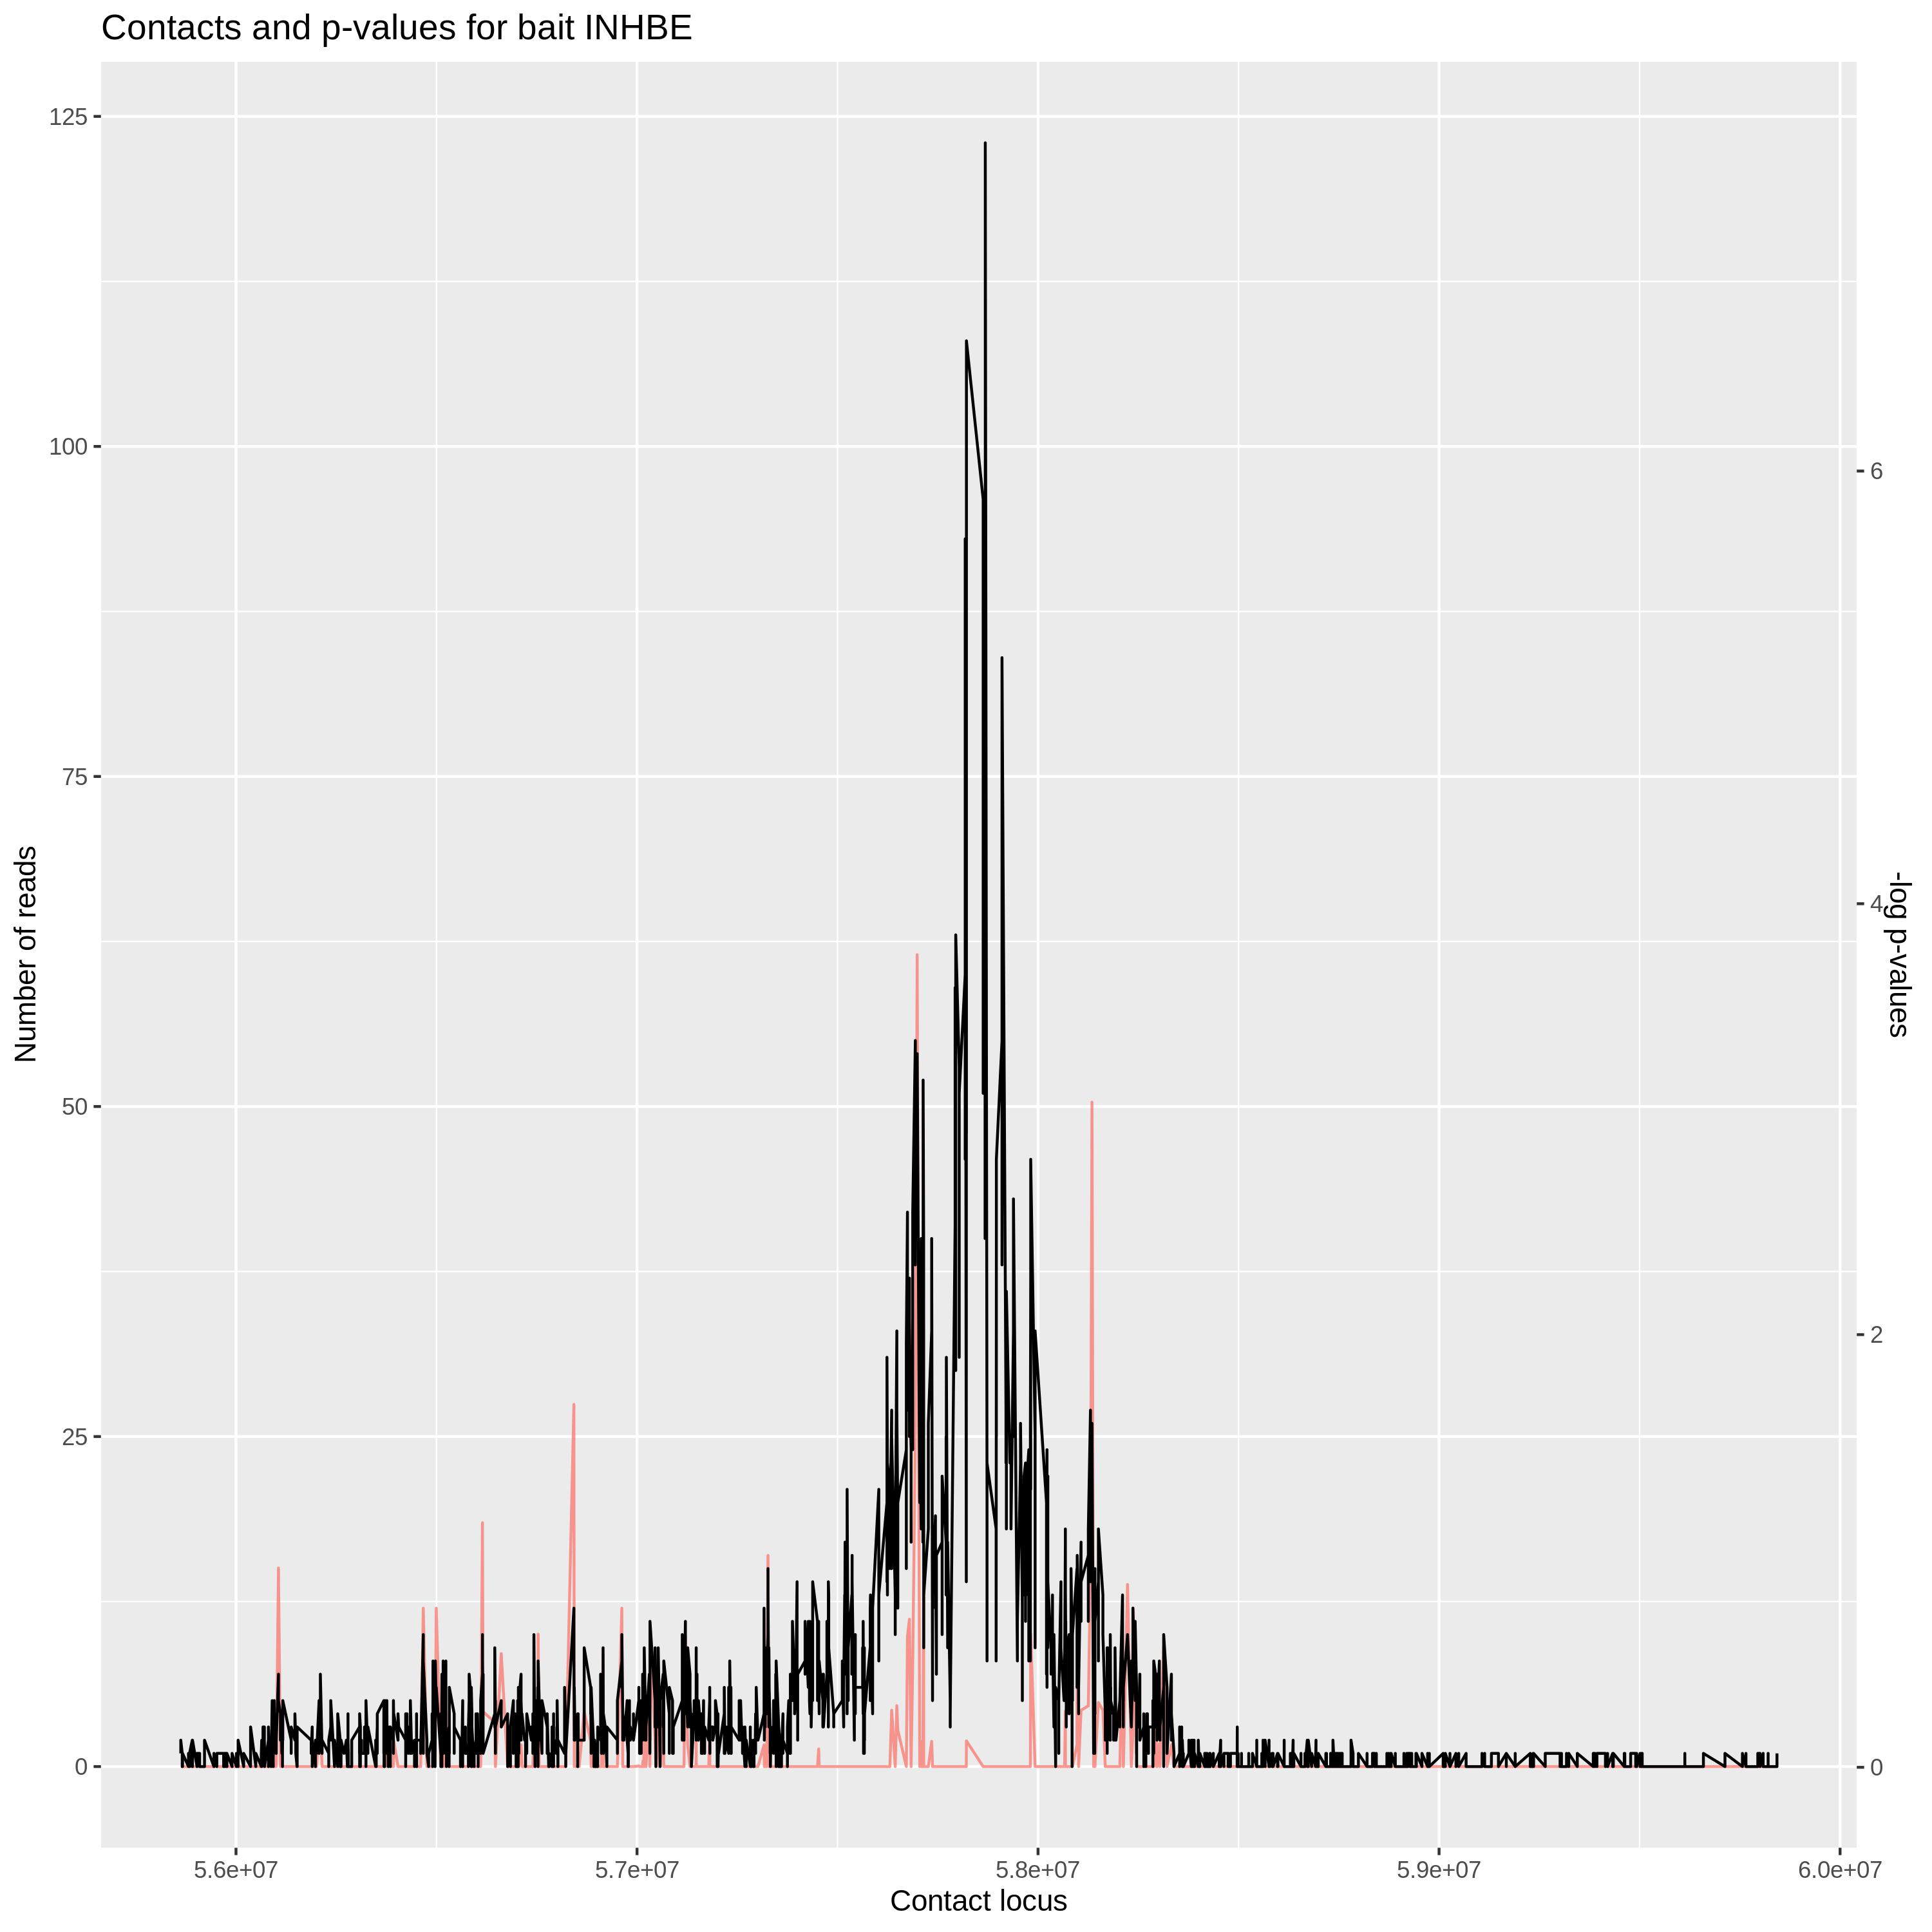 Contacts and p-values for bait INHBE
125
100
75
50
25
0
Number of reads
6
4
2
0
-log p-values
5.6e+07
5.7e+07
5.8e+07
5.9e+07
6.0e+07
Contact locus